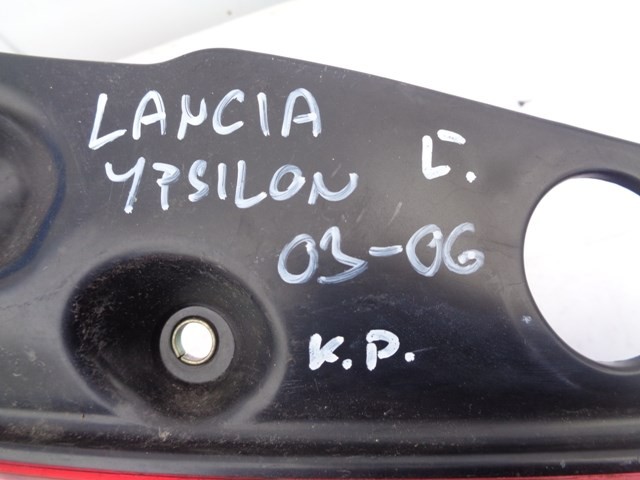 LANCIA
YPSILON
L.
03-06
K.P.